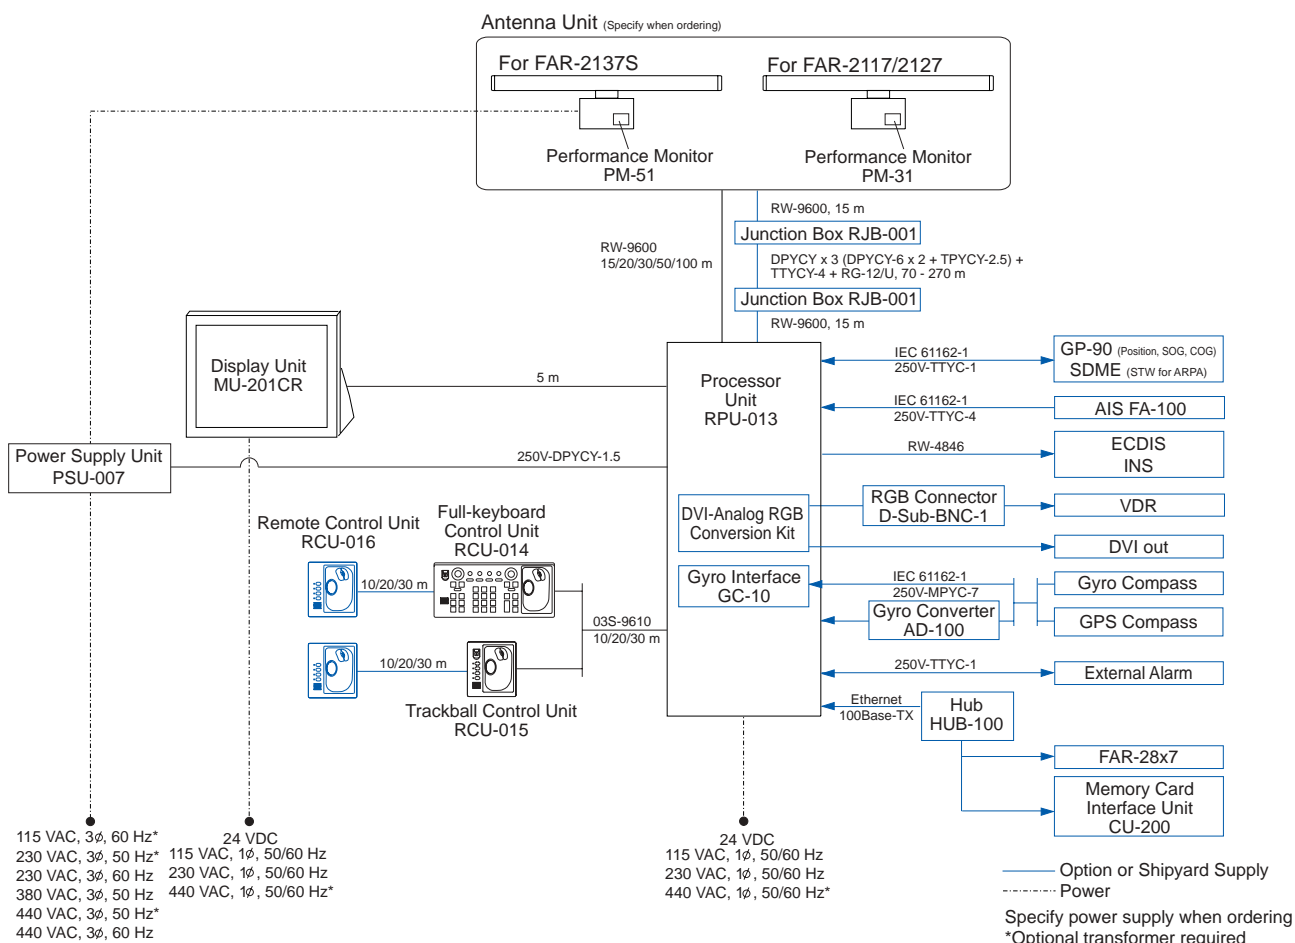 Antenna Unit (Specify when ordering)
For FAR-2137S
For FAR-2117/2127
Performance Monitor
PM-51
Performance Monitor
PM-31
RW-9600, 15 m
Junction Box RJB-001
RW-9600
15/20/30/50/100 m
DPYCY x 3 (DPYCY-6 x 2 + TPYCY-2.5) +
TTYCY-4 + RG-12/U, 70 - 270 m
Junction Box RJB-001
RW-9600, 15 m
Display Unit
MU-201CR
5 m
Processor
Unit
RPU-013
IEC 61162-1
250V-TTYC-1
GP-90 (Position, SOG, COG)
SDME (STW for ARPA)
IEC 61162-1
250V-TTYC-4
AIS FA-100
Power Supply Unit
PSU-007
250V-DPYCY-1.5
RW-4846
ECDIS
INS
DVI-Analog RGB
Conversion Kit
RGB Connector
D-Sub-BNC-1
VDR
DVI out
Remote Control Unit
RCU-016
Full-keyboard
Control Unit
RCU-014
10/20/30 m
Gyro Interface
GC-10
IEC 61162-1
250V-MPYC-7
Gyro Compass
Gyro Converter
AD-100
GPS Compass
03S-9610
10/20/30 m
10/20/30 m
Trackball Control Unit
RCU-015
250V-TTYC-1
External Alarm
Ethernet
100Base-TX
Hub
HUB-100
FAR-28x7
Memory Card
Interface Unit
CU-200
115 VAC, 3ø, 60 Hz*
230 VAC, 3ø, 50 Hz*
230 VAC, 3ø, 60 Hz
380 VAC, 3ø, 50 Hz
440 VAC, 3ø, 50 Hz*
440 VAC, 3ø, 60 Hz
24 VDC
115 VAC, 1ø, 50/60 Hz
230 VAC, 1ø, 50/60 Hz
440 VAC, 1ø, 50/60 Hz*
24 VDC
115 VAC, 1ø, 50/60 Hz
230 VAC, 1ø, 50/60 Hz
440 VAC, 1ø, 50/60 Hz*
Option or Shipyard Supply
Power
Specify power supply when ordering
*Optional transformer required